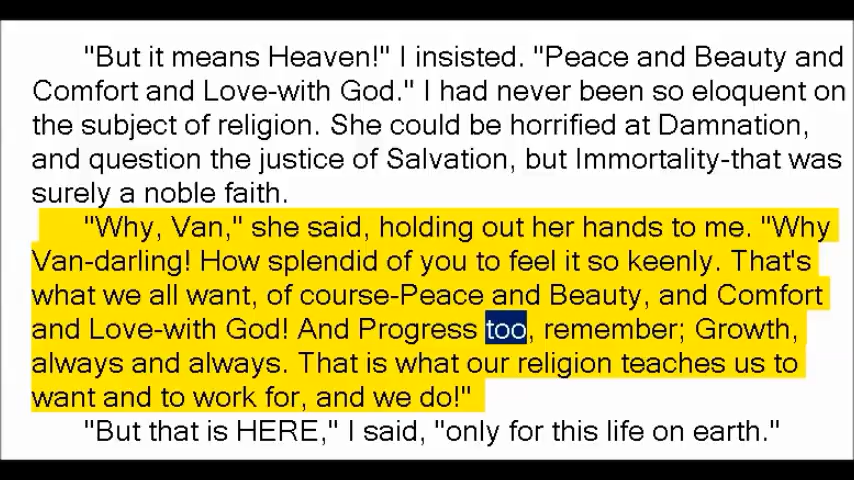 "But it means Heaven!" I insisted. "Peace and Beauty and
Comfort and Love-with God." I had never been so eloquent on
the subject of religion. She could be horrified at Damnation,
and question the justice of Salvation, but Immortality-that was
surely a noble faith.
"Why, Van," she said, holding out her hands to me. "Why
Van-darling! How splendid of you to feel it so keenly. That's
what we all want, of course-Peace and Beauty, and Comfort
and Love-with God! And Progress too, remember; Growth,
always and always. That is what our religion teaches us to
want and to work for, and we do!"
"But that is HERE," I said, "only for this life on earth."